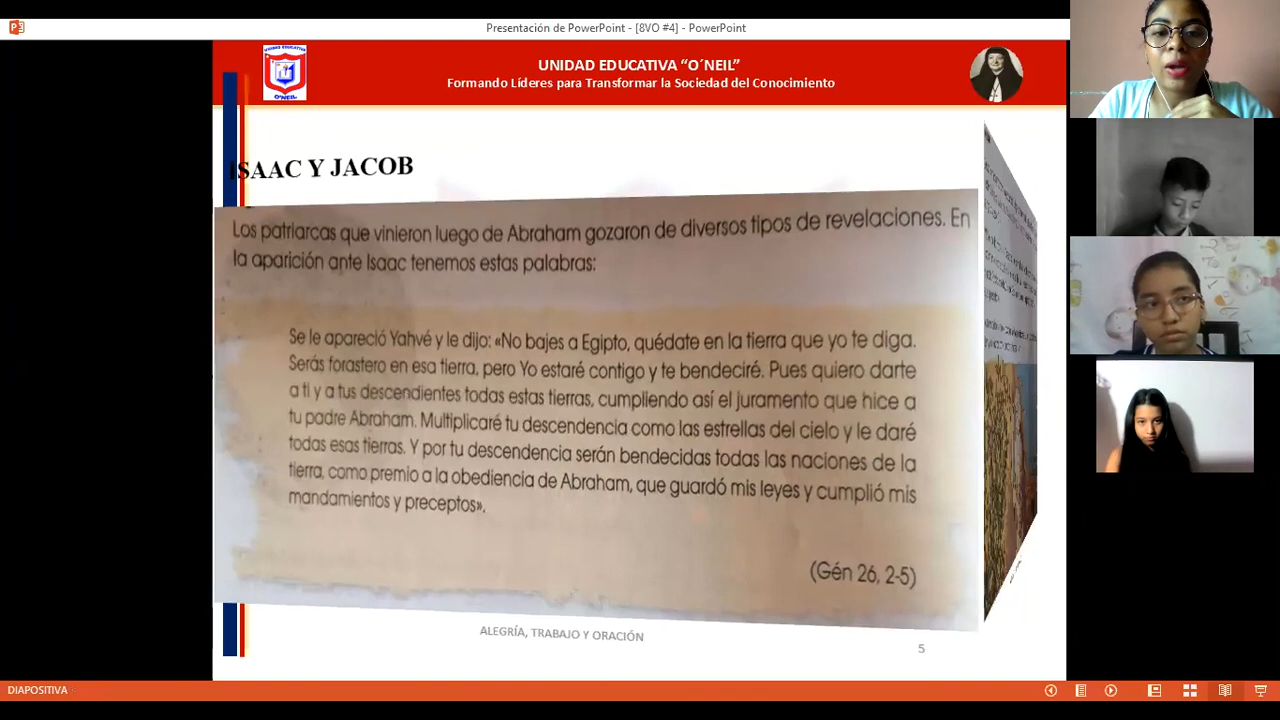 Presentación de PowerPoint - [8VO #4] - PowerPoint
UNIDAD EDUCATIVA
O´NEIL
UNIDAD EDUCATIVA “O´NEIL”
Formando Líderes para Transformar la Sociedad del Conocimiento
ISAAC Y JACOB
Los patriarcas que vinieron luego de Abraham gozaron de diversos tipos de revelaciones. En
la aparición ante Isaac tenemos estas palabras:
Se le apareció Yahvé y le dijo: «No bajes a Egipto, quédate en la tierra que yo te diga.
Serás forastero en esa tierra, pero Yo estaré contigo y te bendeciré. Pues quiero darte
a ti y a tus descendientes todas estas tierras, cumpliendo así el juramento que hice a
tu padre Abraham. Multiplicaré tu descendencia como las estrellas del cielo y le daré
todas esas tierras. Y por tu descendencia serán bendecidas todas las naciones de la
tierra, como premio a la obediencia de Abraham, que guardó mis leyes y cumplió mis
mandamientos y preceptos».
(Gén 26, 2-5)
ALEGRÍA, TRABAJO Y ORACIÓN
5
DIAPOSITIVA